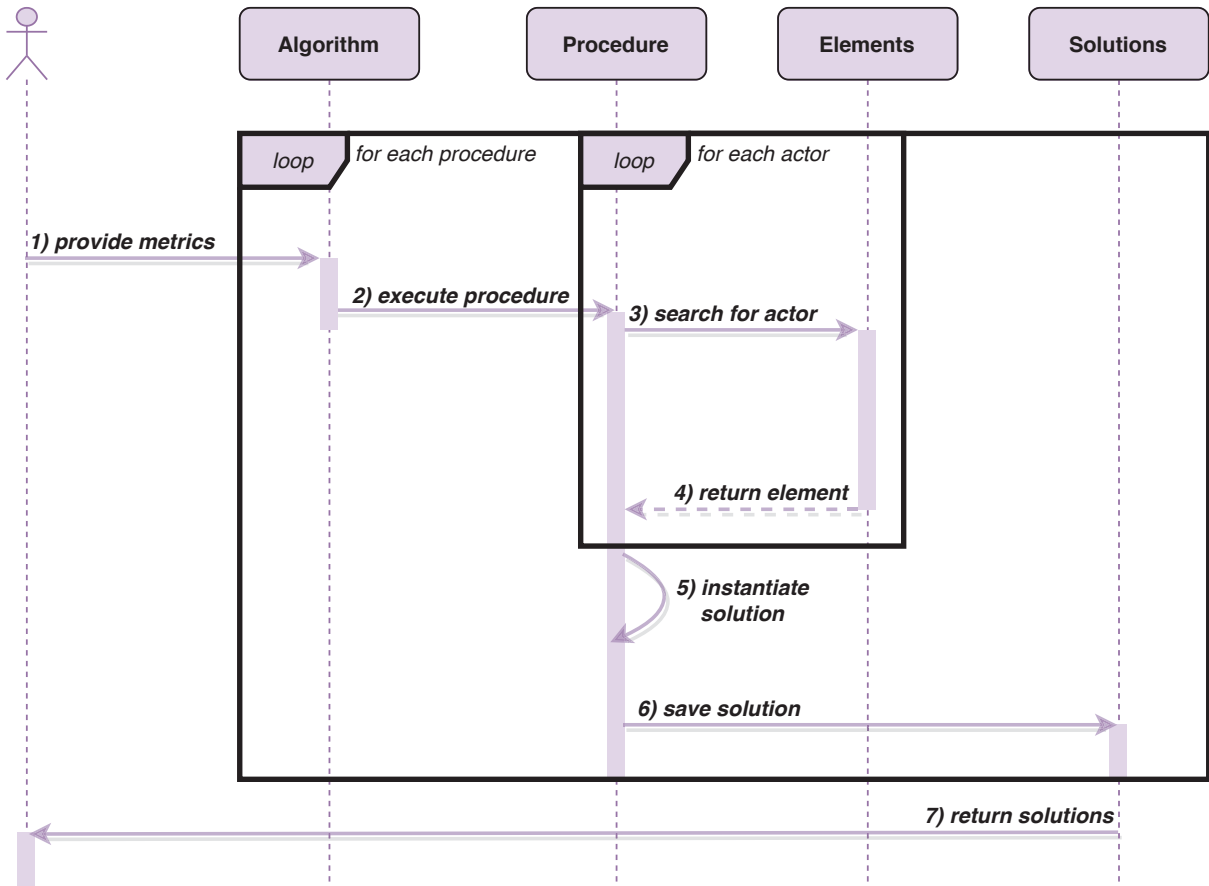 Algorithm
Procedure
Elements
Solutions
loop
for each procedure
loop
for each actor
1) provide metrics
2) execute procedure
3) search for actor
4) return element
5) instantiate
solution
6) save solution
7) return solutions